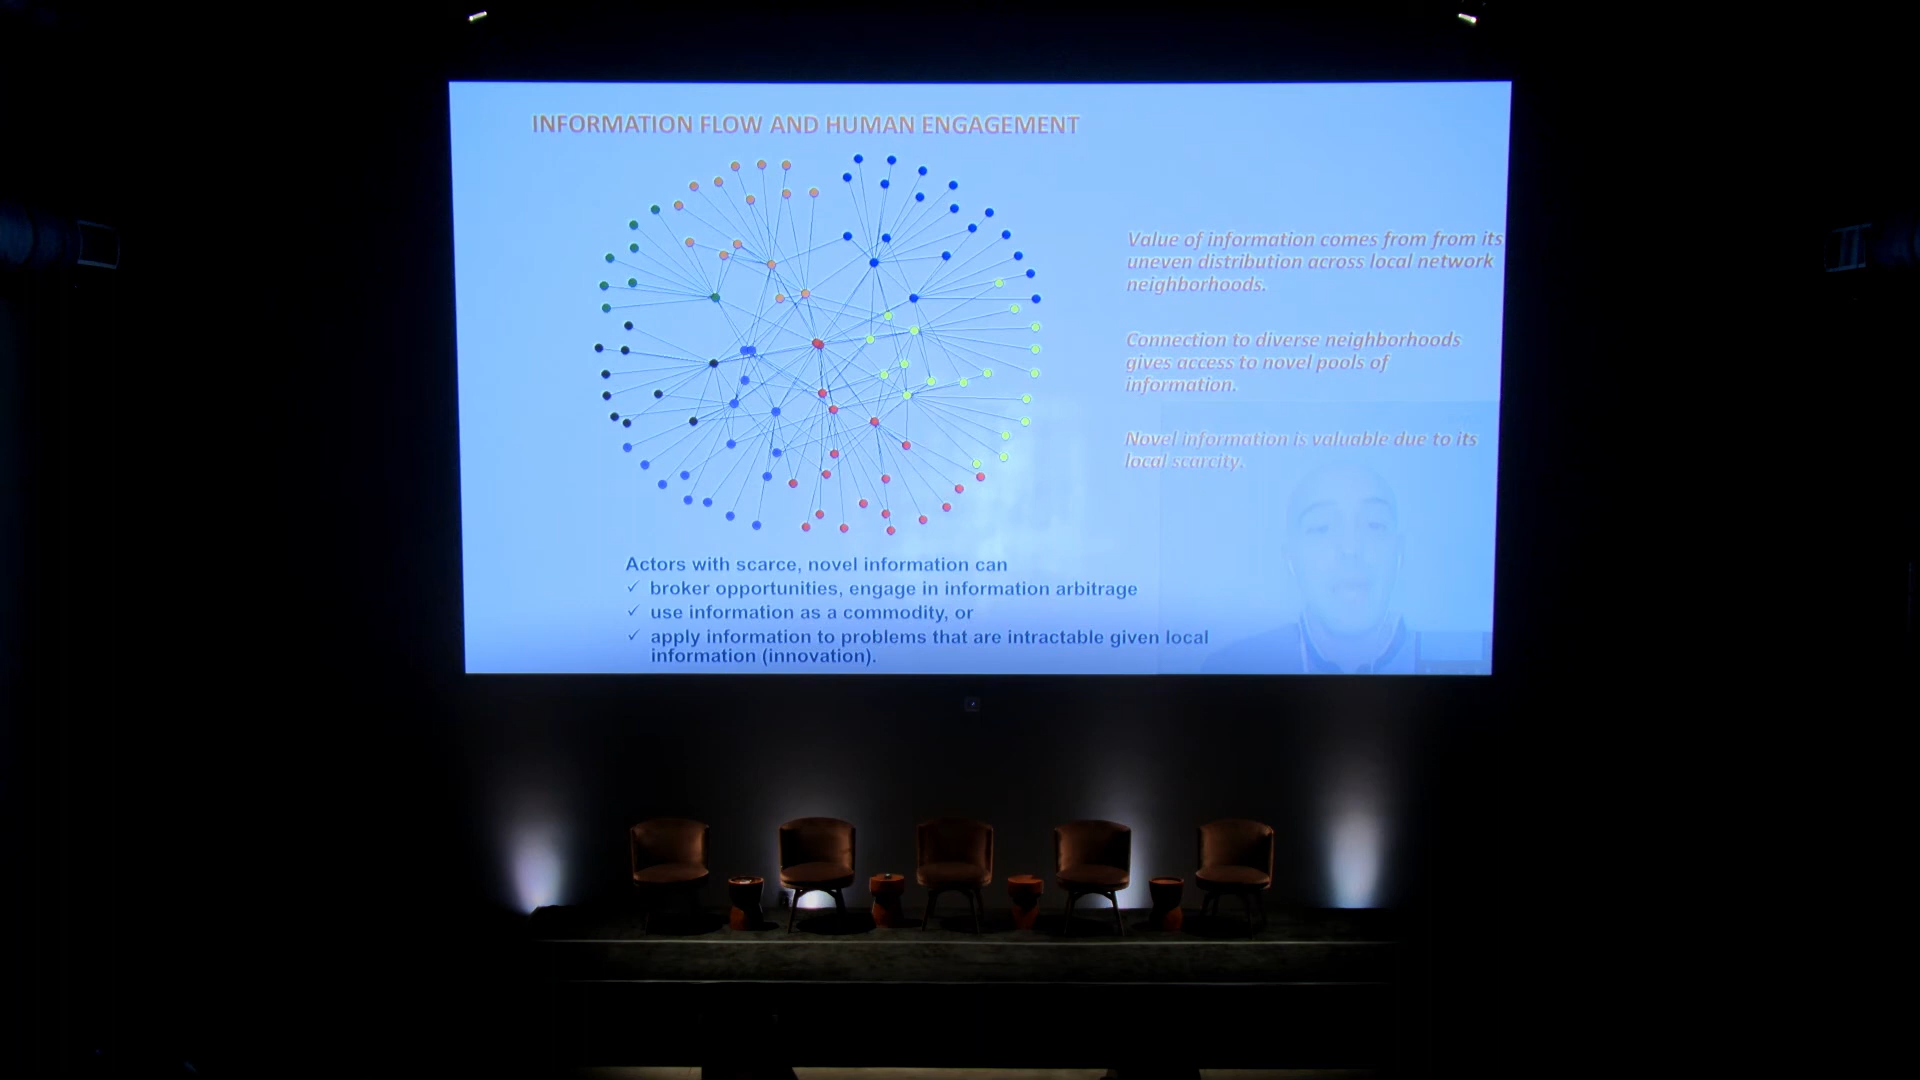 INFORMATION FLOW AND HUMAN ENGAGEMENT
Value of information comes from from its
uneven distribution across local network
neighborhoods.
Connection to diverse neighborhoods
gives access to novel pools of
information.
Novel information is valuable due to its
local scarcity.
Actors with scarce, novel information can
✓ broker opportunities, engage in information arbitrage
✓ use information as a commodity, or
✓ apply information to problems that are intractable given local
information (innovation).